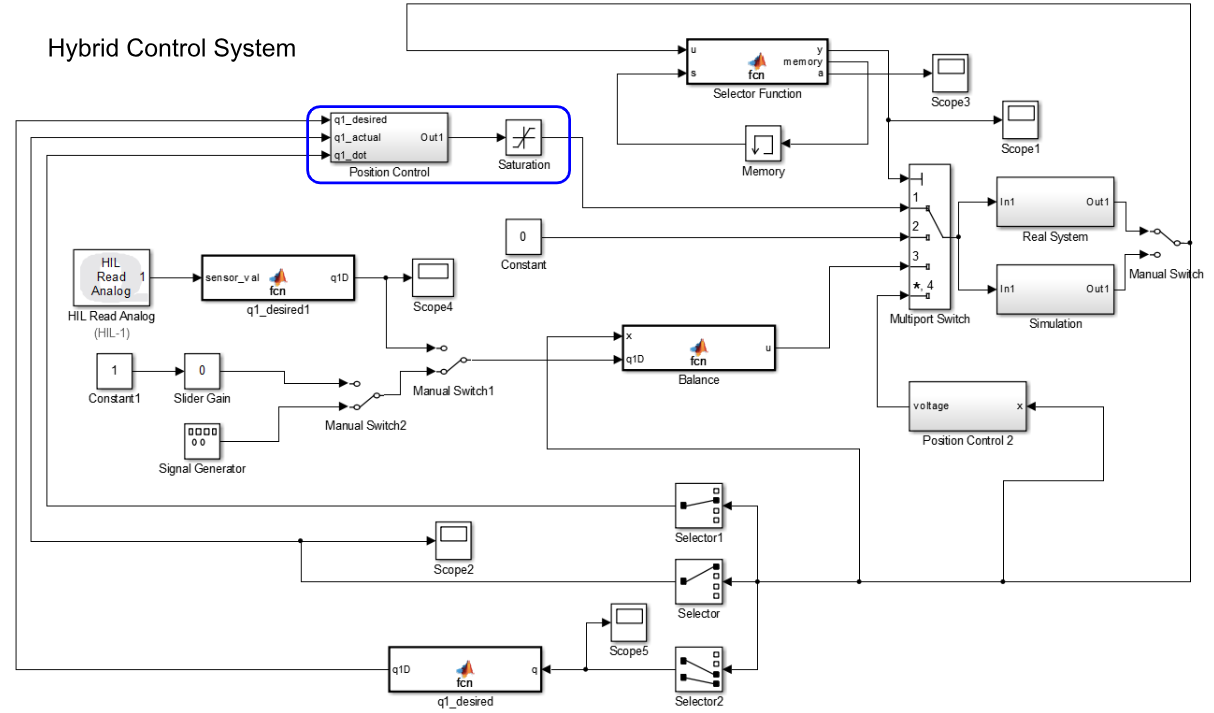 Hybrid Control System
u
y
memory
s
a
fcn
Selector Function
Scope3
q1_desired
q1_actual
Out1
q1_dot
Position Control
Saturation
Memory
Scope1
1
2
3
*, 4
Multiport Switch
In1
Out1
Real System
Manual Switch
In1
Out1
Simulation
0
Constant
HIL
Read
Analog
1
HIL Read Analog
(HIL-1)
sensor_val
q1D
fcn
q1_desired1
Scope4
x
q1D
u
fcn
Balance
1
Constant1
0
Slider Gain
Manual Switch1
Manual Switch2
Signal Generator
voltage
x
Position Control 2
Selector1
Scope2
Selector
Scope5
q1D
q
fcn
q1_desired
Selector2